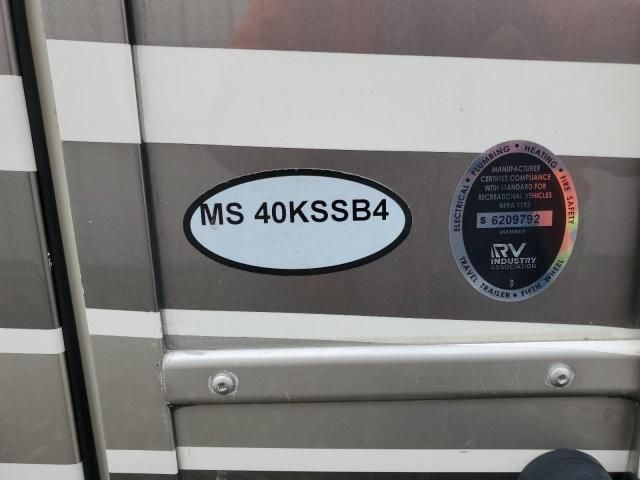 MS 40KSSB4
ELECTRICAL • PLUMBING • HEATING • FIRE SAFETY
MANUFACTURER
CERTIFIES COMPLIANCE
WITH STANDARD FOR
RECREATIONAL VEHICLES
NFPA 1192
S 6209792
MEMBER
RV
INDUSTRY
ASSOCIATION
D
TRAVEL TRAILER • FIFTH WHEEL